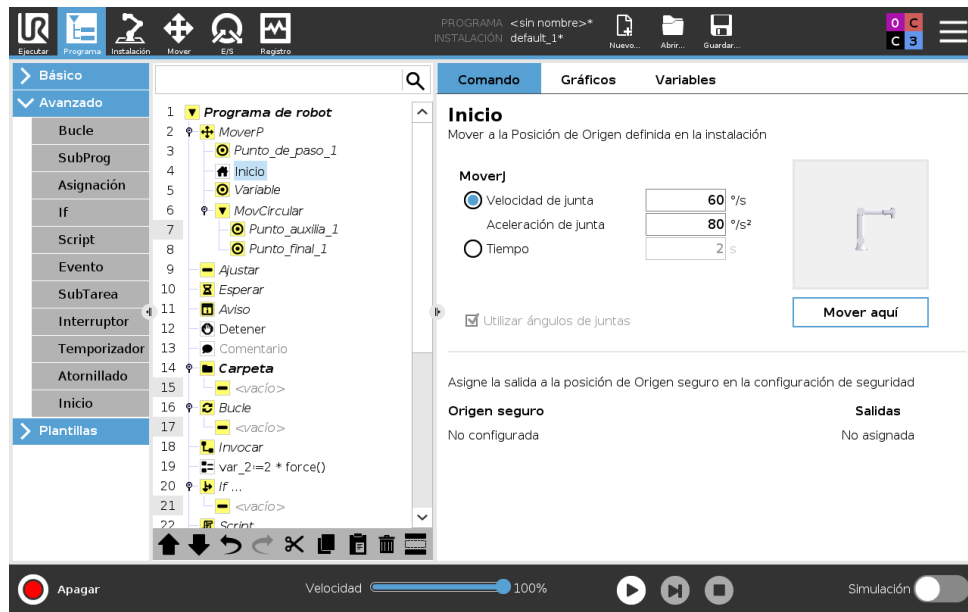 UR
Ejecutar
Programa
Instalación
Mover
E/S
Registro
PROGRAMA <sin nombre>*
INSTALACIÓN default_1*
Nuevo...
Abrir...
Guardar...
0 C
C 3
Básico
Avanzado
Bucle
SubProg
Asignación
If
Script
Evento
SubTarea
Interruptor
Temporizador
Atornillado
Inicio
Plantillas
1 Programa de robot
2 MoverP
3 Punto_de_paso_1
4 Inicio
5 Variable
6 MovCircular
7 Punto_auxilia_1
8 Punto_final_1
9 Ajustar
10 Esperar
11 Aviso
12 Detener
13 Comentario
14 Carpeta
15 <vacío>
16 Bucle
17 <vacío>
18 Invocar
19 var_2:=2 * force()
20 If ...
21 <vacío>
22 Script
Comando Gráficos Variables
Inicio
Mover a la Posición de Origen definida en la instalación
MoverJ
Velocidad de junta 60 °/s
Aceleración de junta 80 °/s²
Tiempo 2 s
Utilizar ángulos de juntas
Mover aquí
Asigne la salida a la posición de Origen seguro en la configuración de seguridad
Origen seguro Salidas
No configurada No asignada
Apagar
Velocidad 100%
Simulación